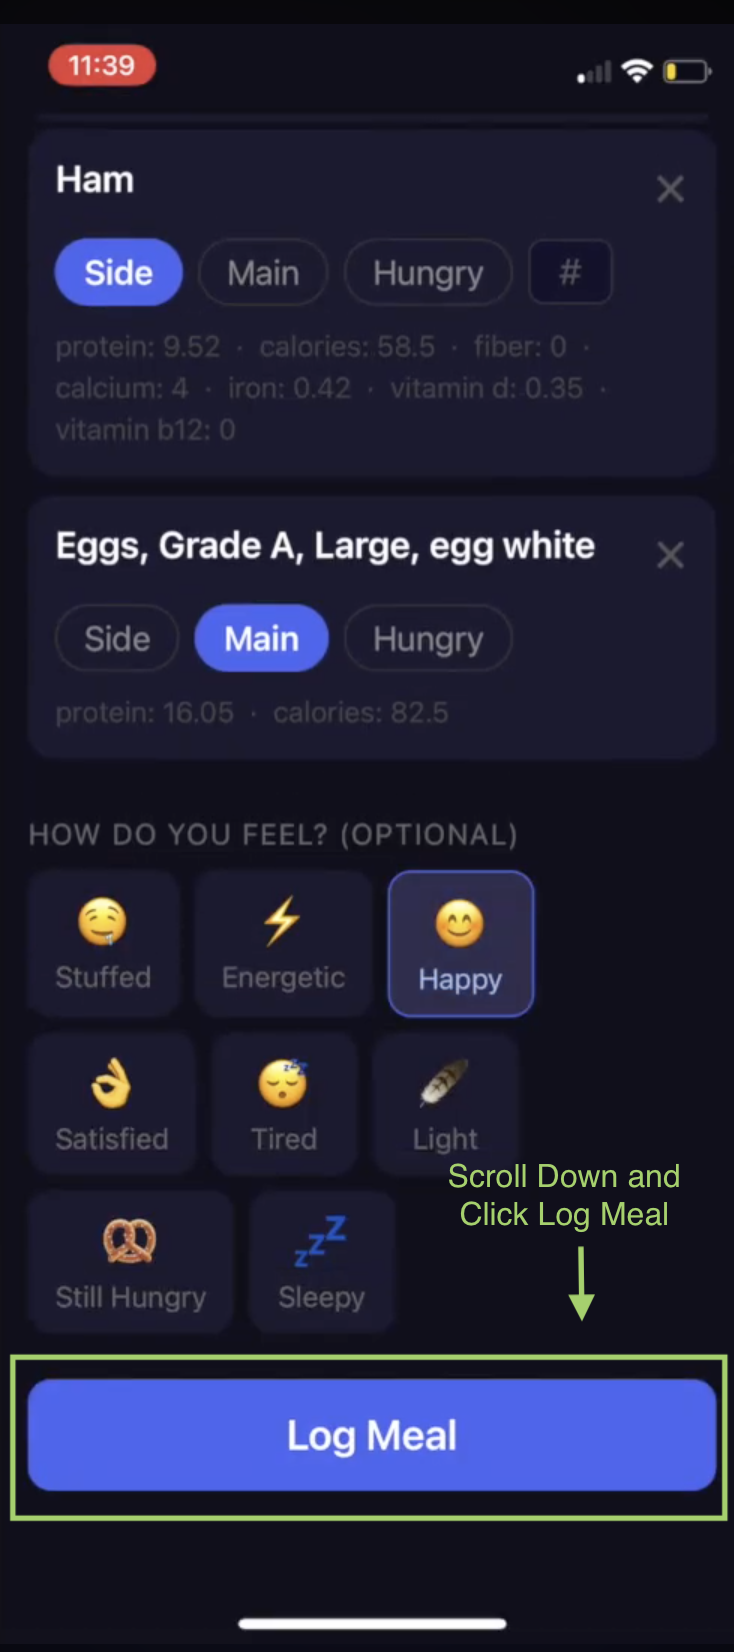 11:39
Ham
Side Main Hungry #
protein: 9.52 · calories: 58.5 · fiber: 0 ·
calcium: 4 · iron: 0.42 · vitamin d: 0.35 ·
vitamin b12: 0
Eggs, Grade A, Large, egg white
Side Main Hungry
protein: 16.05 · calories: 82.5
HOW DO YOU FEEL? (OPTIONAL)
Stuffed Energetic Happy
Satisfied Tired Light
Scroll Down and
Click Log Meal
Still Hungry Sleepy
Log Meal